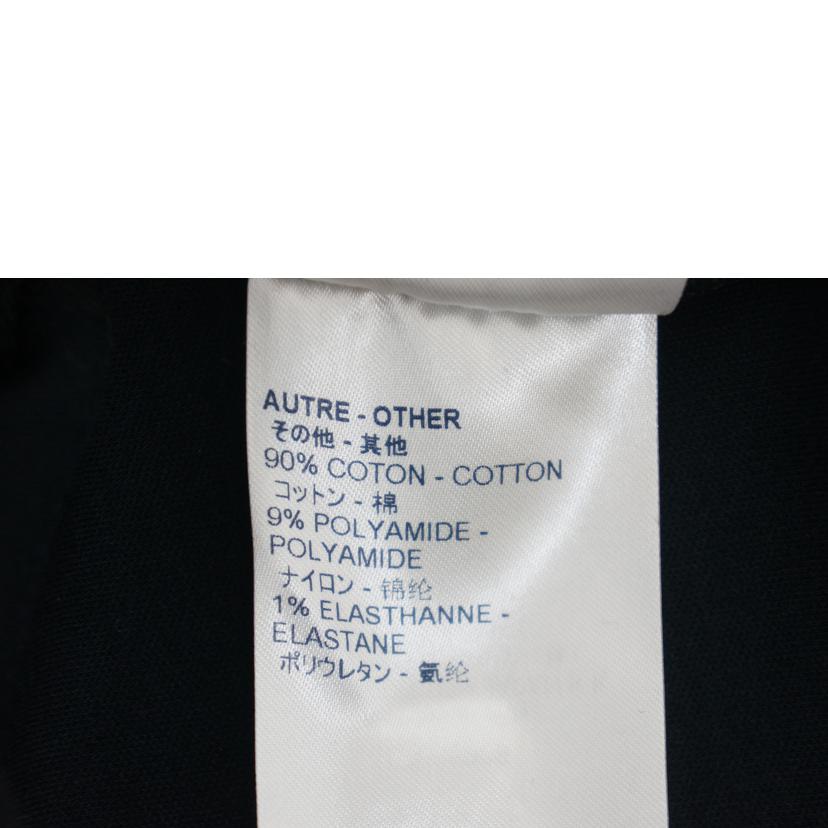 AUTRE - OTHER
その他 - 其他
90% COTON - COTTON
コットン - 棉
9% POLYAMIDE -
POLYAMIDE
ナイロン - 锦纶
1% ELASTHANNE -
ELASTANE
ポリウレタン - 氨纶